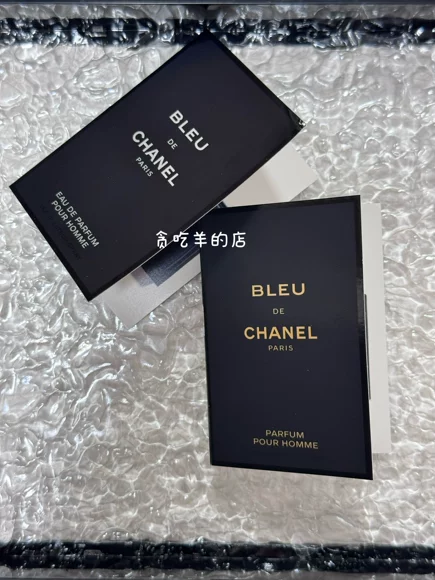 BLEU
DE
CHANEL
PARIS
EAU DE PARFUM
POUR HOMME
贪吃羊的店
BLEU
DE
CHANEL
PARIS
PARFUM
POUR HOMME